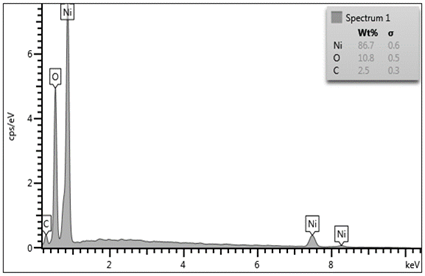 Spectrum 1
Wt% σ
Ni 86.7 0.6
O 10.8 0.5
C 2.5 0.3
Ni
O
C
Ni
Ni
cps/eV
6
4
2
0
2 4 6 8 keV